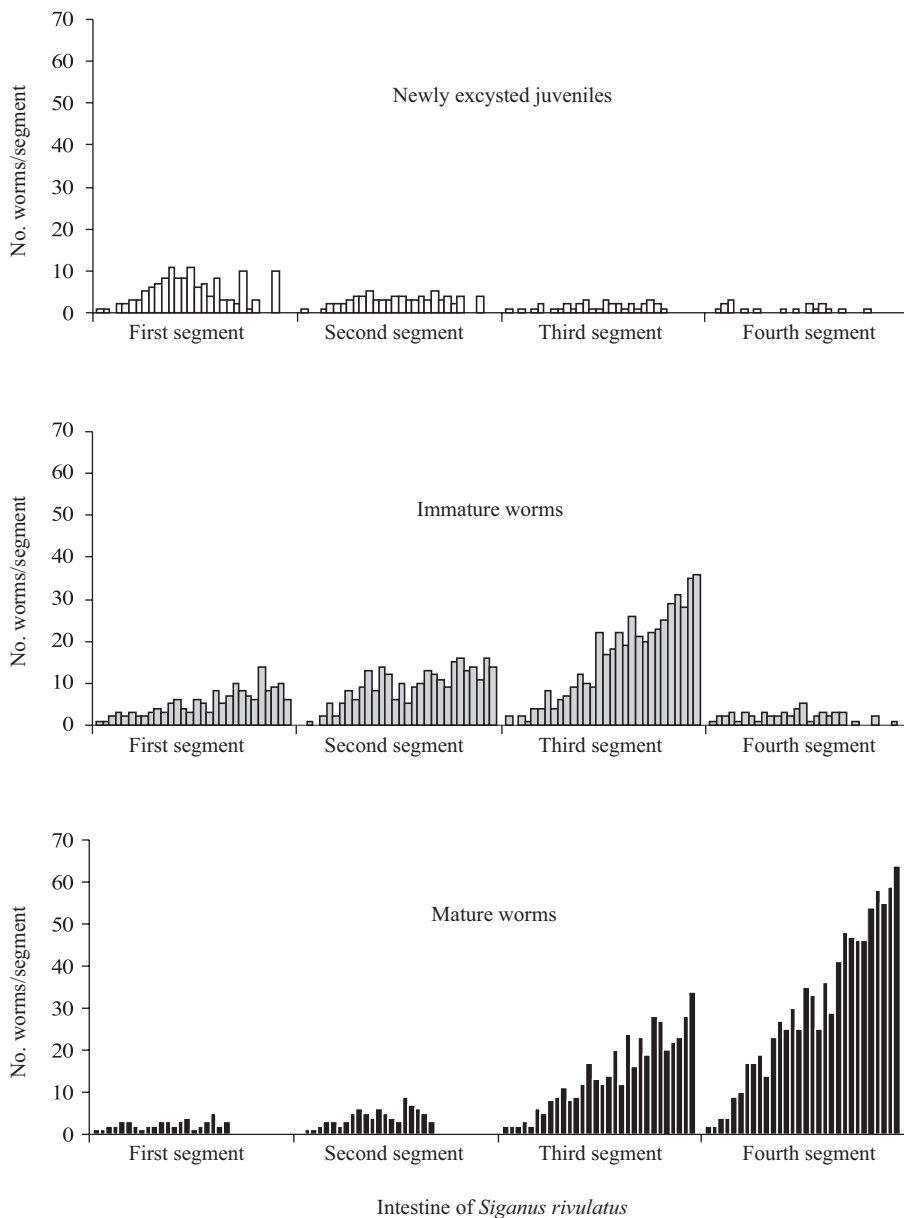 70
60
50
40
30
20
10
0
No. worms/segment
Newly excysted juveniles
First segment
Second segment
Third segment
Fourth segment
70
60
50
40
30
20
10
0
No. worms/segment
Immature worms
First segment
Second segment
Third segment
Fourth segment
70
60
50
40
30
20
10
0
No. worms/segment
Mature worms
First segment
Second segment
Third segment
Fourth segment
Intestine of Siganus rivulatus